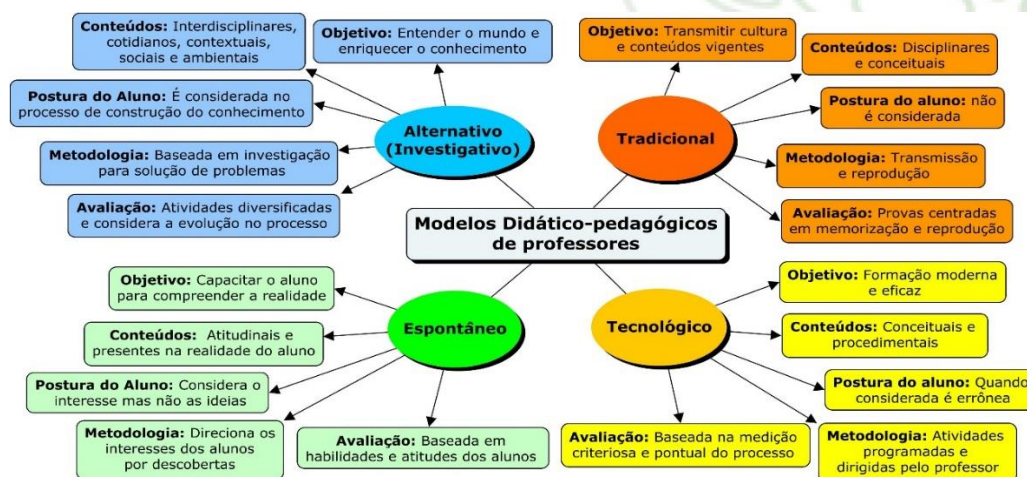 Modelos Didático-pedagógicos
de professores
Alternativo
(Investigativo)
Conteúdos: Interdisciplinares,
cotidianos, contextuais,
sociais e ambientais
Objetivo: Entender o mundo e
enriquecer o conhecimento
Postura do Aluno: É considerada no
processo de construção do conhecimento
Metodologia: Baseada em investigação
para solução de problemas
Avaliação: Atividades diversificadas
e considera a evolução no processo
Tradicional
Objetivo: Transmitir cultura
e conteúdos vigentes
Conteúdos: Disciplinares
e conceituais
Postura do aluno: não
é considerada
Metodologia: Transmissão
e reprodução
Avaliação: Provas centradas
em memorização e reprodução
Espontâneo
Objetivo: Capacitar o aluno
para compreender a realidade
Conteúdos: Atitudinais e
presentes na realidade do aluno
Postura do Aluno: Considera o
interesse mas não as ideias
Metodologia: Direciona os
interesses dos alunos
por descobertas
Avaliação: Baseada em
habilidades e atitudes dos alunos
Tecnológico
Objetivo: Formação moderna
e eficaz
Conteúdos: Conceituais e
procedimentais
Postura do aluno: Quando
considerada é errônea
Metodologia: Atividades
programadas e
dirigidas pelo professor
Avaliação: Baseada na medição
criteriosa e pontual do processo